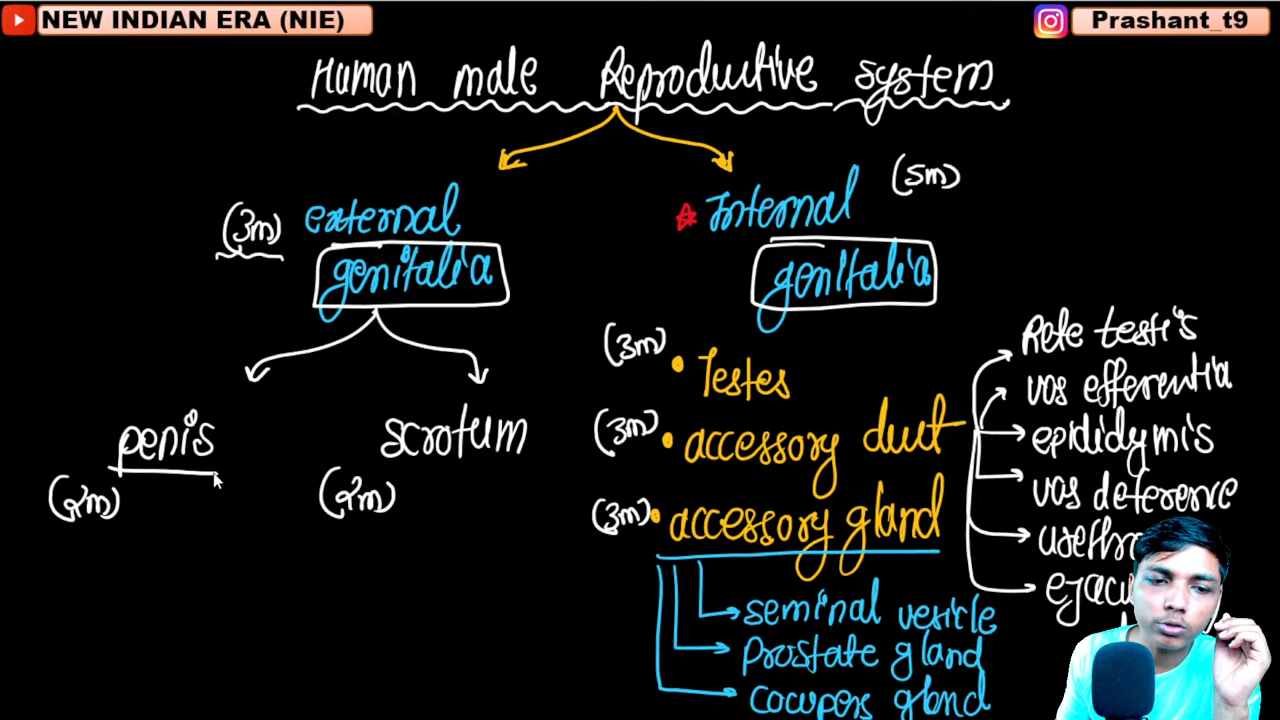 NEW INDIAN ERA (NIE)
Prashant_t9
Human male Reproductive system
(5m)
(3m) external
Internal
genitalia
genitalia
penis
scrotum
(2m)
(2m)
(3m) • Testes
(3m) • accessory duct
(3m) • accessory gland
seminal vesicle
prostate gland
cowpers gland
Rete testis
vas efferentia
epididymis
vas deference